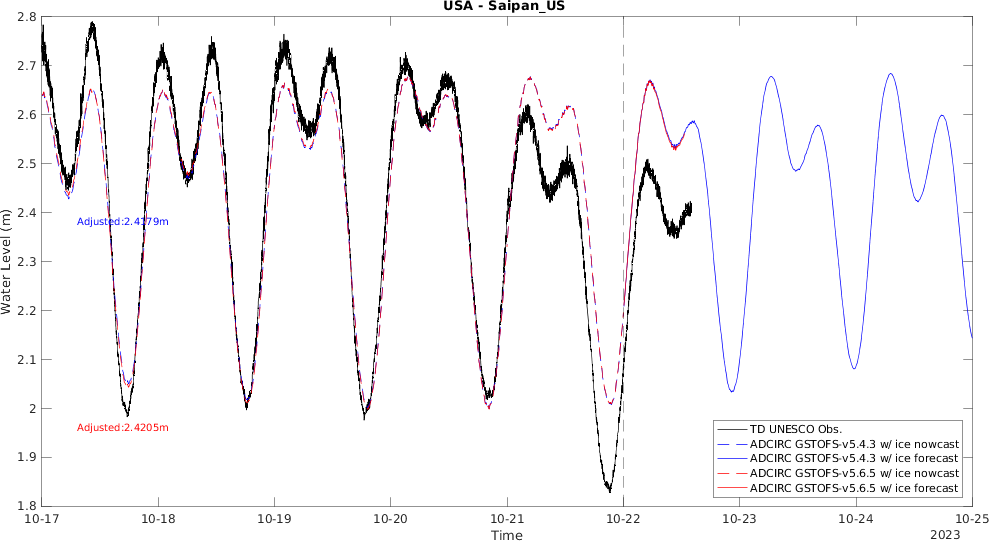 USA - Saipan_US
2.8
2.7
2.6
2.5
2.4
2.3
2.2
2.1
2
1.9
1.8
Water Level (m)
Adjusted:2.4179m
Adjusted:2.4205m
TD UNESCO Obs.
ADCIRC GSTOFS-v5.4.3 w/ ice nowcast
ADCIRC GSTOFS-v5.4.3 w/ ice forecast
ADCIRC GSTOFS-v5.6.5 w/ ice nowcast
ADCIRC GSTOFS-v5.6.5 w/ ice forecast
10-17 10-18 10-19 10-20 10-21 10-22 10-23 10-24 10-25
Time
2023